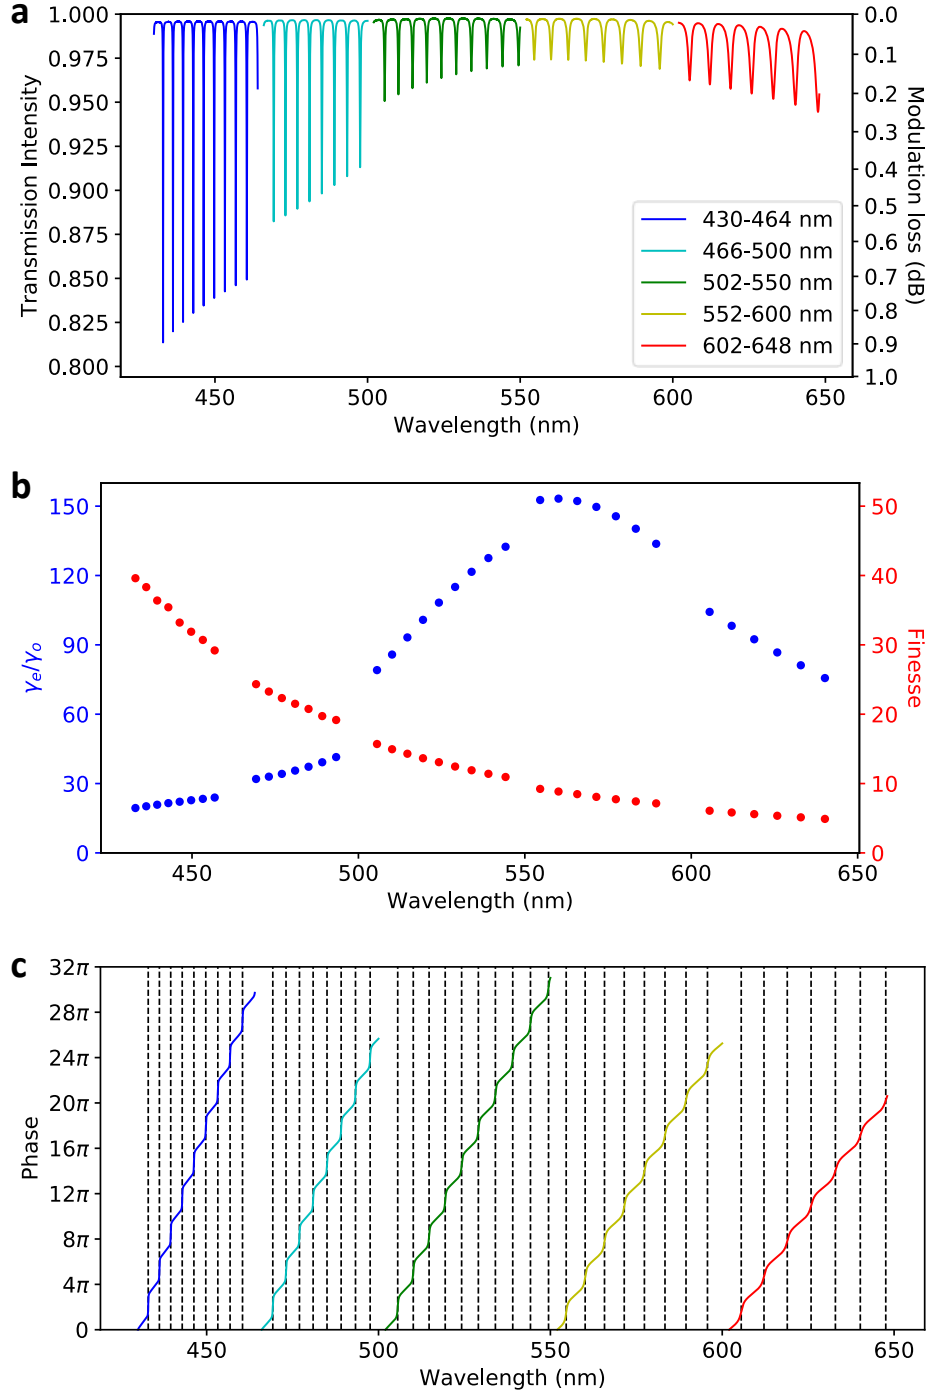 a
1.000
0.975
0.950
0.925
0.900
0.875
0.850
0.825
0.800
Transmission Intensity
0.0
0.1
0.2
0.3
0.4
0.5
0.6
0.7
0.8
0.9
1.0
Modulation loss (dB)
430-464 nm
466-500 nm
502-550 nm
552-600 nm
602-648 nm
450 500 550 600 650
Wavelength (nm)
b
150
120
90
60
30
0
γe/γo
50
40
30
20
10
0
Finesse
450 500 550 600 650
Wavelength (nm)
c
32π
28π
24π
20π
16π
12π
8π
4π
0
Phase
450 500 550 600 650
Wavelength (nm)